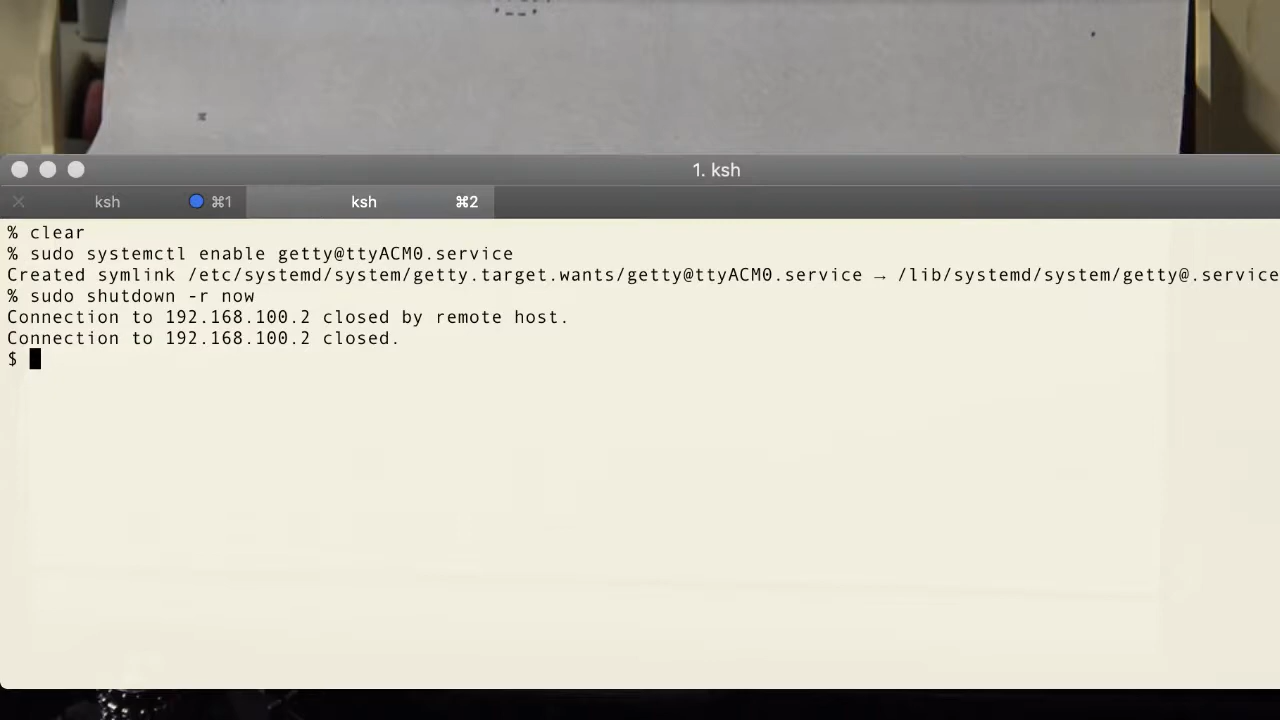 1. ksh
ksh ⌘1 ksh ⌘2
% clear
% sudo systemctl enable getty@ttyACM0.service
Created symlink /etc/systemd/system/getty.target.wants/getty@ttyACM0.service → /lib/systemd/system/getty@.service
% sudo shutdown -r now
Connection to 192.168.100.2 closed by remote host.
Connection to 192.168.100.2 closed.
$